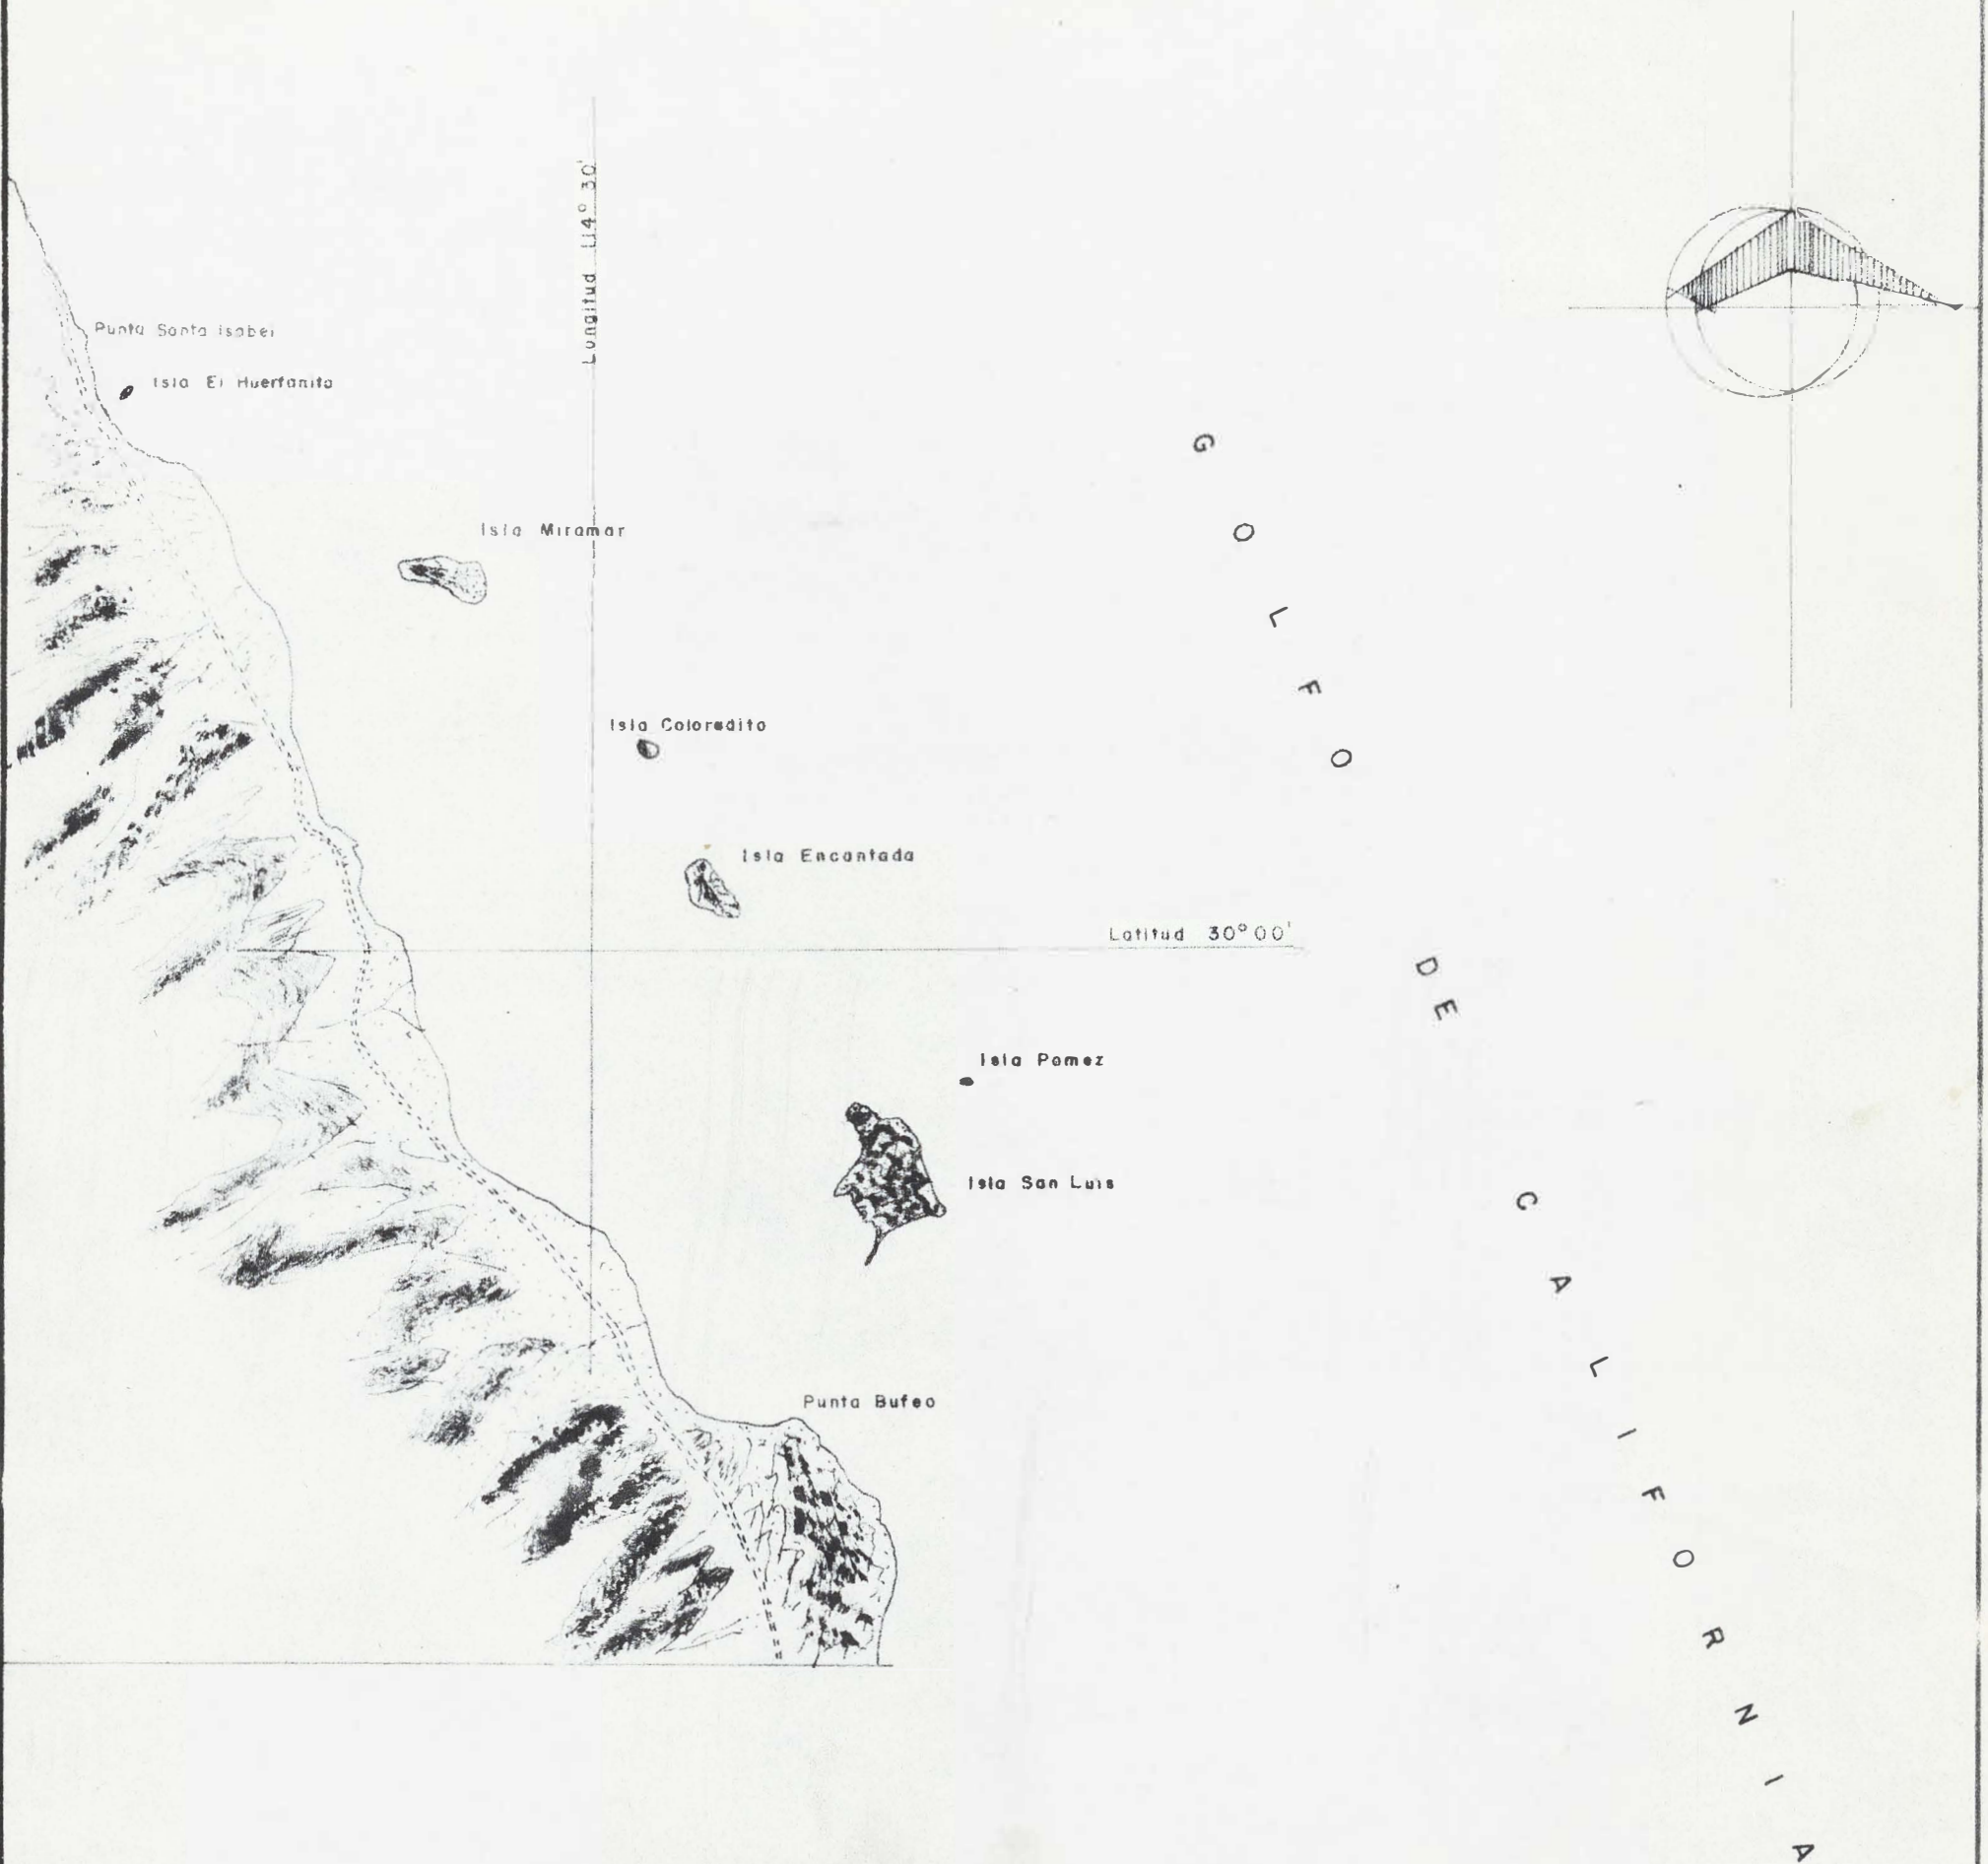 Longitud 114° 30'
Punta Santa Isabel
Isla El Huerfanito
Isla Miramar
Isla Coloradito
Isla Encantada
Latitud 30°00'
Isla Pomez
Isla San Luis
Punta Bufeo
GOLFO DE CALIFORNIA